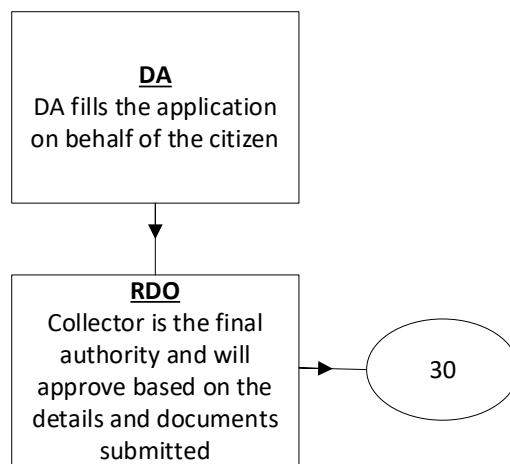 DA
DA fills the application
on behalf of the citizen
RDO
Collector is the final
authority and will
approve based on the
details and documents
submitted
30